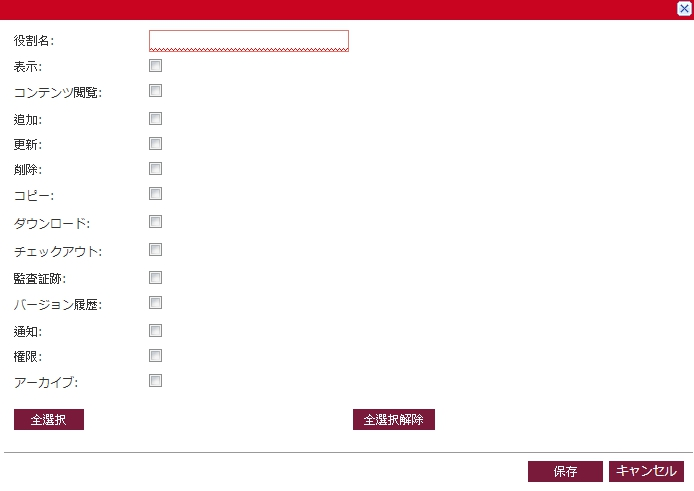 役割名:
表示:
コンテンツ閲覧:
追加:
更新:
削除:
コピー:
ダウンロード:
チェックアウト:
監査証跡:
バージョン履歴:
通知:
権限:
アーカイブ:
全選択 全選択解除
保存 キャンセル